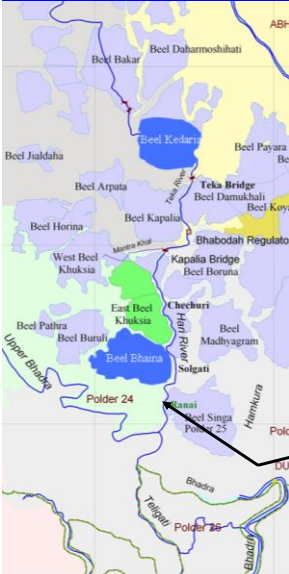 ABH
Beel Daharmoshihati
Beel Bakar
Beel Kedaria
Beel Payara
Be
Beel Jialdaha
Teka River
Teka Bridge
Beel Arpata
Beel Damukhali
Beel Koy
Beel Kapalia
Beel Horina
Bhabodah Regulato
Mantra Khal
Kapalia Bridge
West Beel
Khuksia
Beel Boruna
East Beel
Khuksia
Chechuri
Hari River
Beel Pathra
Beel Buruli
Beel
Madhyagram
Beel Bhaina
Solgati
Upper Bhadra
Polder 24
Ranai
Beel Singa
Polder 25
Hamkura
Pold
DU
Bhadra
Teligati
Polder 26
Bhadra